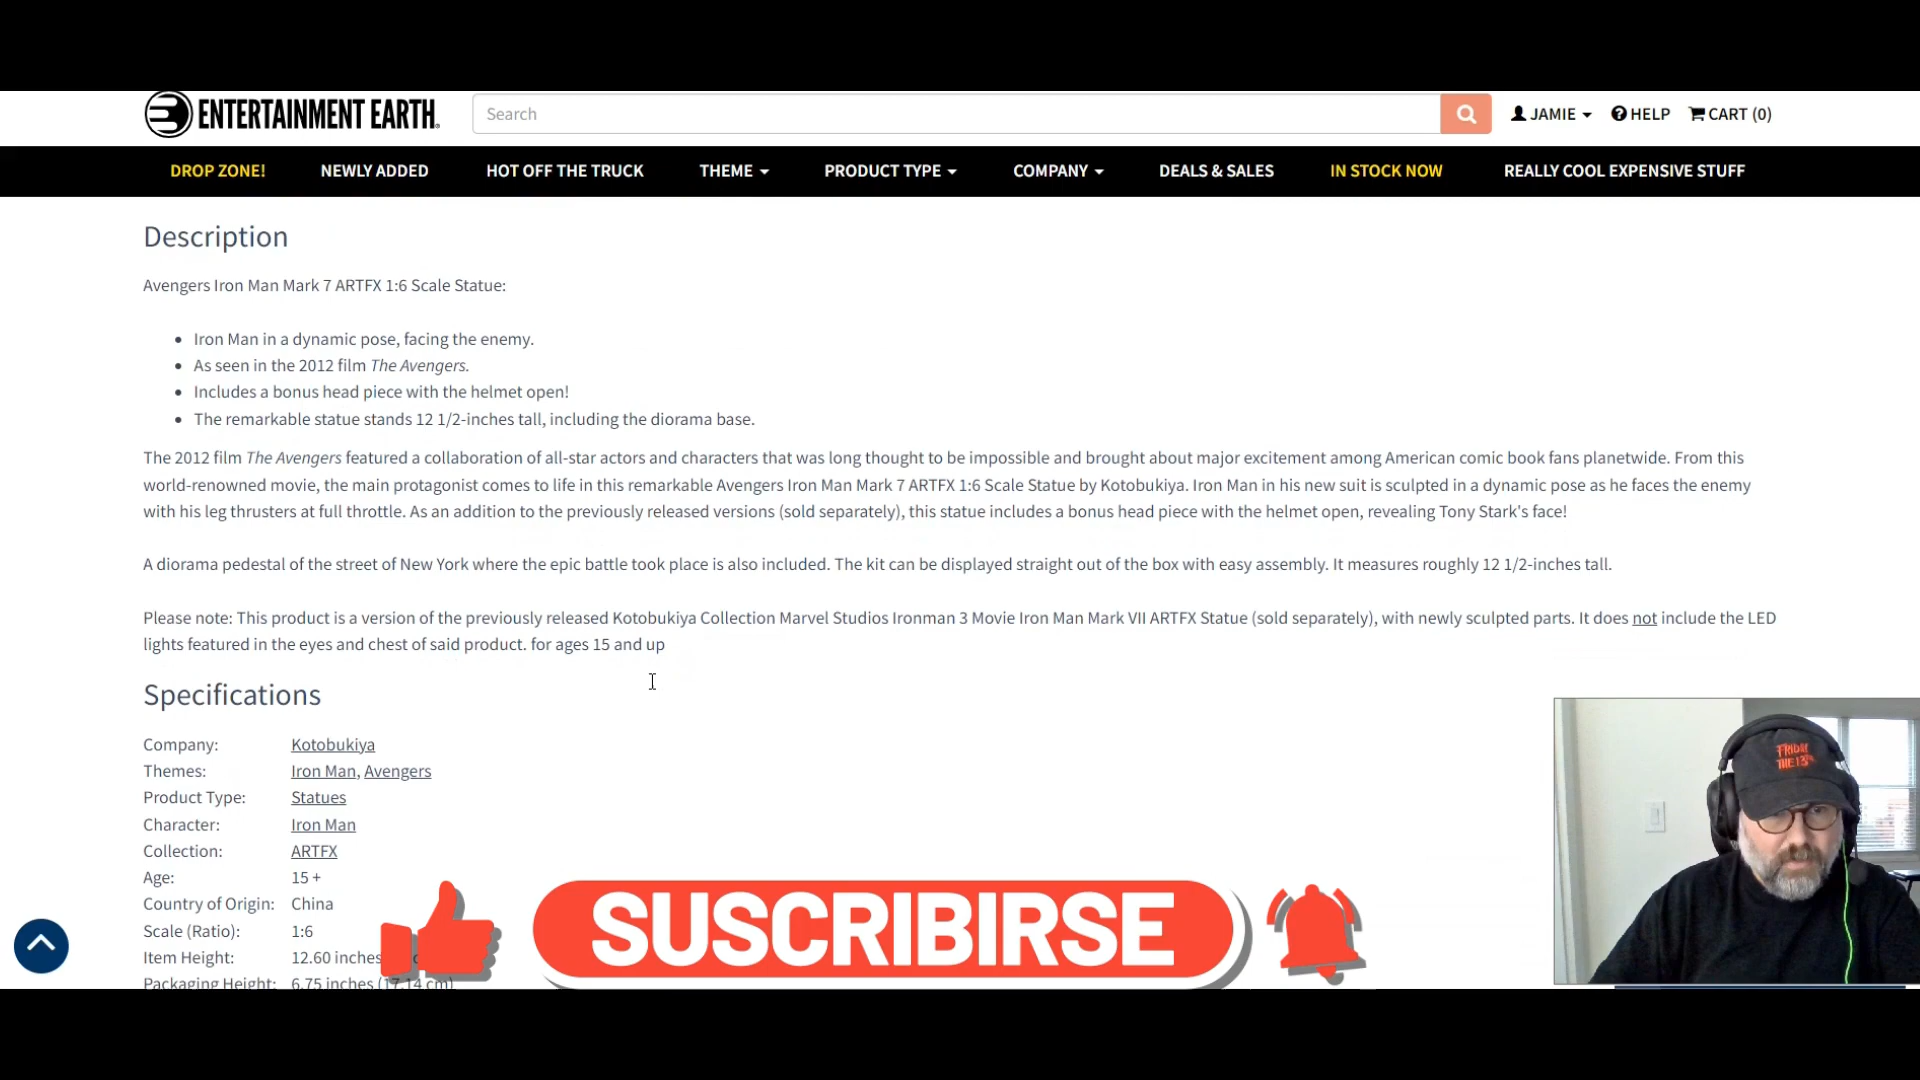 ENTERTAINMENT EARTH
Search
JAMIE
HELP
CART (0)
DROP ZONE!
NEWLY ADDED
HOT OFF THE TRUCK
THEME
PRODUCT TYPE
COMPANY
DEALS & SALES
IN STOCK NOW
REALLY COOL EXPENSIVE STUFF
Description
Avengers Iron Man Mark 7 ARTFX 1:6 Scale Statue:
• Iron Man in a dynamic pose, facing the enemy.
• As seen in the 2012 film The Avengers.
• Includes a bonus head piece with the helmet open!
• The remarkable statue stands 12 1/2-inches tall, including the diorama base.
The 2012 film The Avengers featured a collaboration of all-star actors and characters that was long thought to be impossible and brought about major excitement among American comic book fans planetwide. From this
world-renowned movie, the main protagonist comes to life in this remarkable Avengers Iron Man Mark 7 ARTFX 1:6 Scale Statue by Kotobukiya. Iron Man in his new suit is sculpted in a dynamic pose as he faces the enemy
with his leg thrusters at full throttle. As an addition to the previously released versions (sold separately), this statue includes a bonus head piece with the helmet open, revealing Tony Stark's face!
A diorama pedestal of the street of New York where the epic battle took place is also included. The kit can be displayed straight out of the box with easy assembly. It measures roughly 12 1/2-inches tall.
Please note: This product is a version of the previously released Kotobukiya Collection Marvel Studios Ironman 3 Movie Iron Man Mark VII ARTFX Statue (sold separately), with newly sculpted parts. It does not include the LED
lights featured in the eyes and chest of said product. for ages 15 and up
Specifications
Company: Kotobukiya
Themes: Iron Man, Avengers
Product Type: Statues
Character: Iron Man
Collection: ARTFX
Age: 15 +
Country of Origin: China
Scale (Ratio): 1:6
Item Height: 12.60 inches
Packaging Height: 6.75 inches (17.14 cm)
SUSCRIBIRSE
FRIDAY
THE 13th